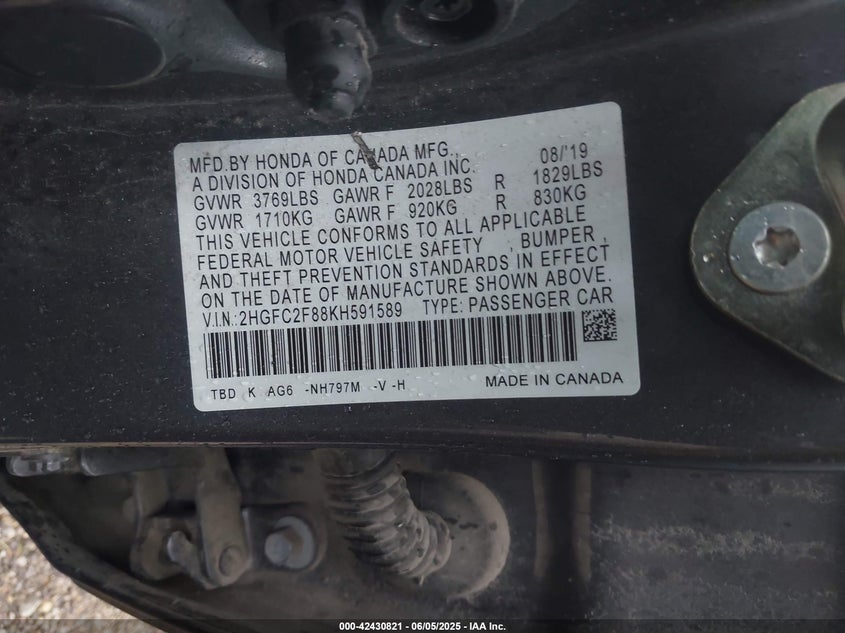 MFD.BY HONDA OF CANADA MFG., 08/'19
A DIVISION OF HONDA CANADA INC.
GVWR 3769LBS GAWR F 2028LBS R 1829LBS
GVWR 1710KG GAWR F 920KG R 830KG
THIS VEHICLE CONFORMS TO ALL APPLICABLE
FEDERAL MOTOR VEHICLE SAFETY , BUMPER ,
AND THEFT PREVENTION STANDARDS IN EFFECT
ON THE DATE OF MANUFACTURE SHOWN ABOVE.
V.I.N.:2HGFC2F88KH591589 TYPE: PASSENGER CAR
TBD K AG6 -NH797M -V -H MADE IN CANADA
000-42430821 - 06/05/2025 - IAA Inc.